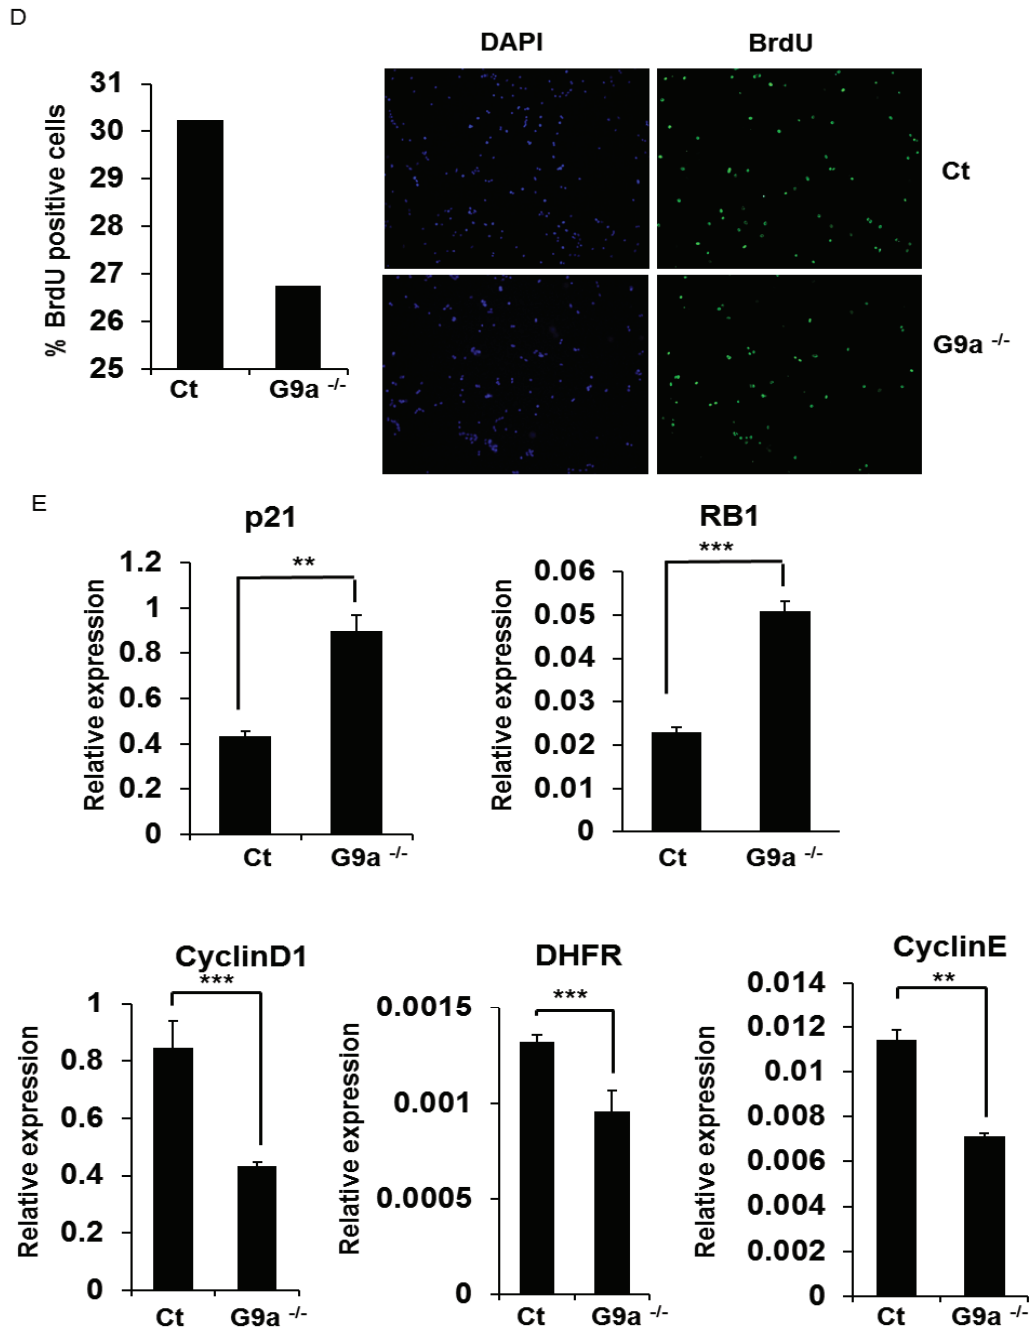 D
DAPI
BrdU
% BrdU positive cells
31
30
29
28
27
26
25
Ct
G9a -/-
Ct
G9a -/-
E
p21
**
Relative expression
1.2
1
0.8
0.6
0.4
0.2
0
Ct
G9a -/-
RB1
***
Relative expression
0.06
0.05
0.04
0.03
0.02
0.01
0
Ct
G9a -/-
CyclinD1
***
Relative expression
1
0.8
0.6
0.4
0.2
0
Ct
G9a -/-
DHFR
***
Relative expression
0.0015
0.001
0.0005
0
Ct
G9a -/-
CyclinE
**
Relative expression
0.014
0.012
0.01
0.008
0.006
0.004
0.002
0
Ct
G9a -/-